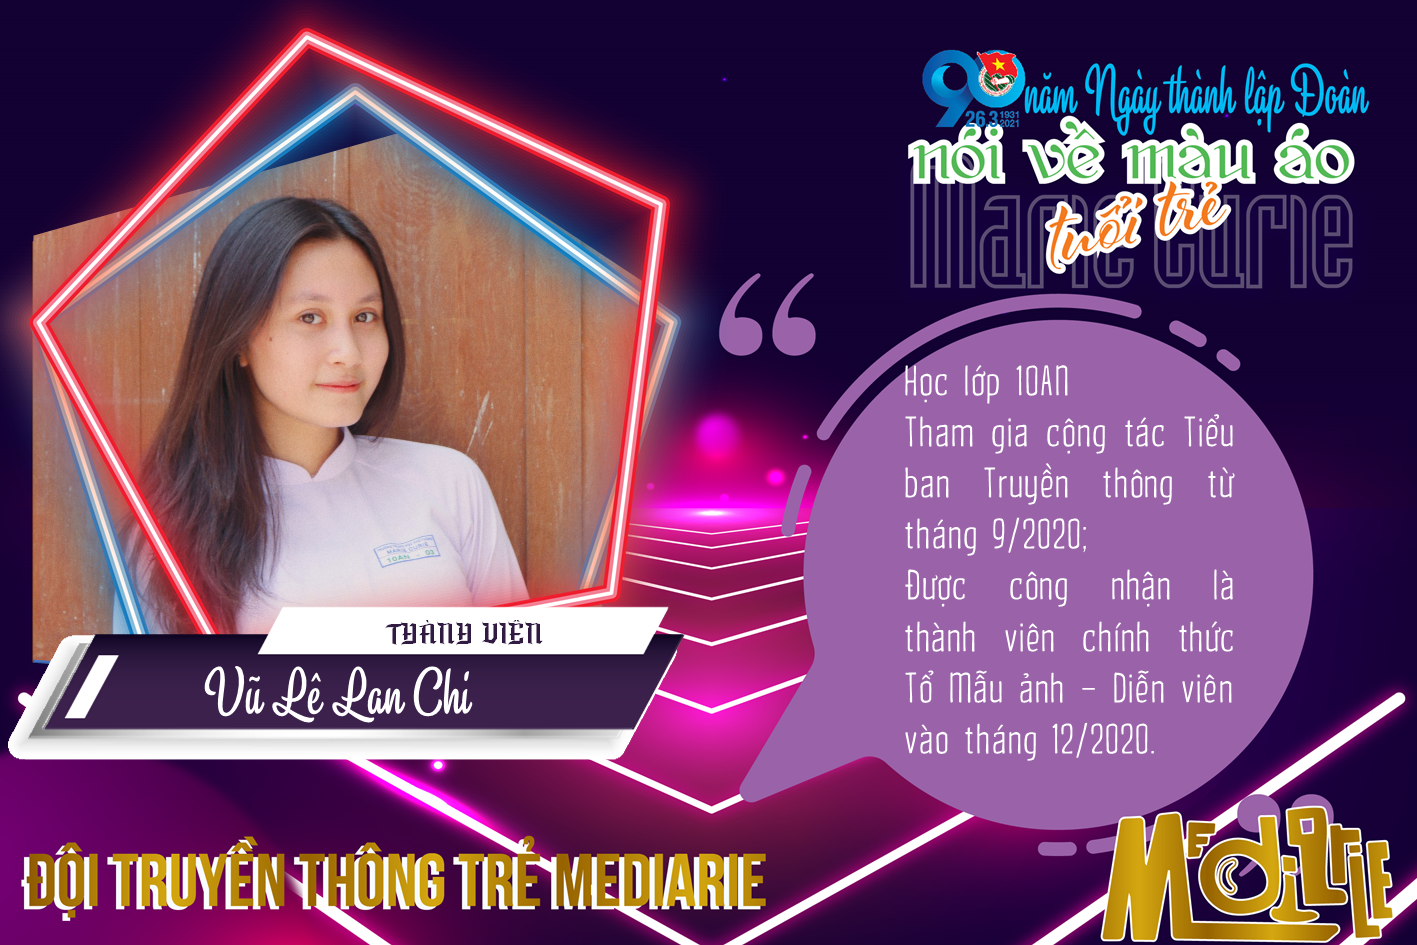 90 năm Ngày thành lập Đoàn
26.3 1931
2021
nói về màu áo
Marie Curie
tuổi trẻ
Học lớp 10AN
Tham gia cộng tác Tiểu
ban Truyền thông từ
tháng 9/2020;
Được công nhận là
thành viên chính thức
Tổ Mẫu ảnh – Diễn viên
vào tháng 12/2020.
MARIE CURIE
THÀNH VIÊN
Vũ Lê Lan Chi
ĐỘI TRUYỀN THÔNG TRẺ MEDIARIE
MEDIARIE